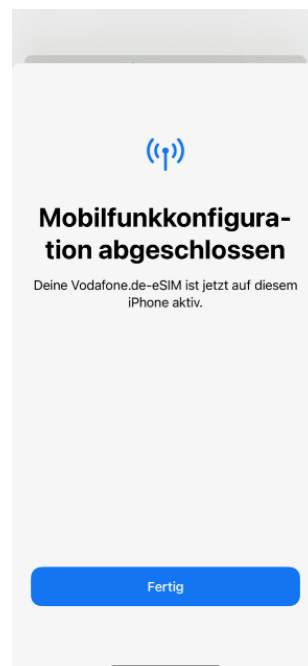 Mobilfunkkonfigura-
tion abgeschlossen
Deine Vodafone.de-eSIM ist jetzt auf diesem
iPhone aktiv.
Fertig